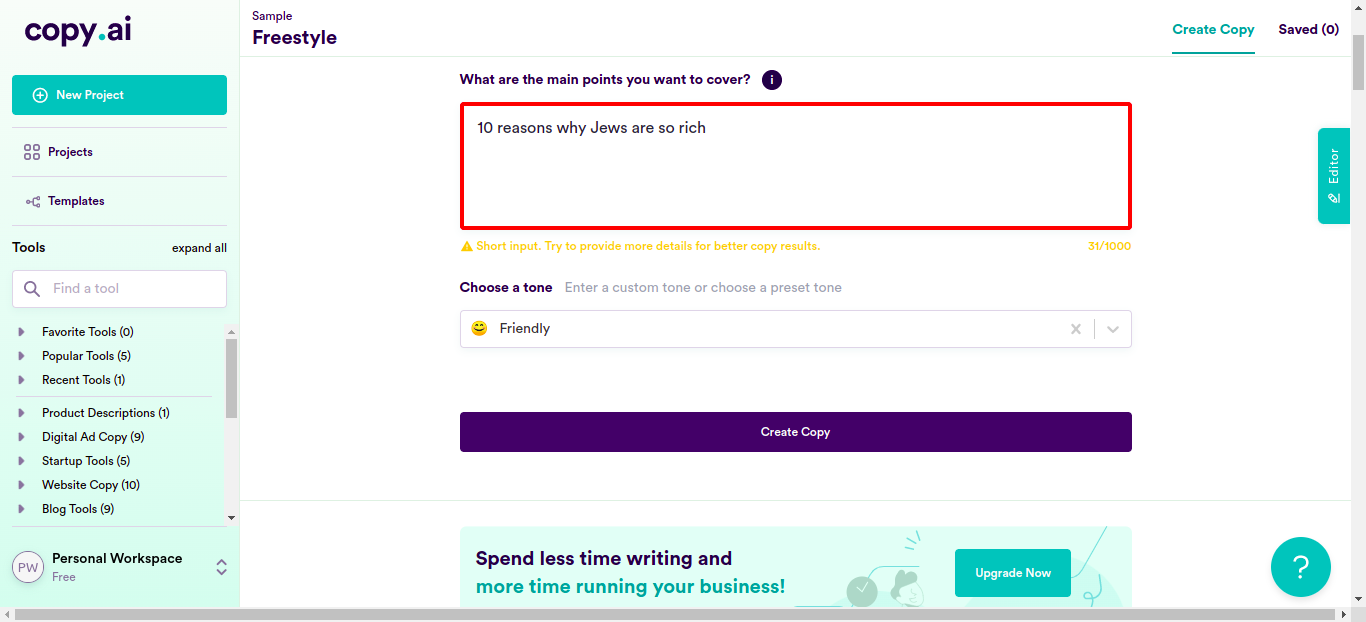 copy.ai
New Project
Projects
Templates
Tools
expand all
Find a tool
Favorite Tools (0)
Popular Tools (5)
Recent Tools (1)
Product Descriptions (1)
Digital Ad Copy (9)
Startup Tools (5)
Website Copy (10)
Blog Tools (9)
PW
Personal Workspace
Free
Sample
Freestyle
Create Copy
Saved (0)
What are the main points you want to cover?
i
10 reasons why Jews are so rich
Short input. Try to provide more details for better copy results.
31/1000
Choose a tone
Enter a custom tone or choose a preset tone
Friendly
Create Copy
Spend less time writing and
more time running your business!
Upgrade Now
Editor
?